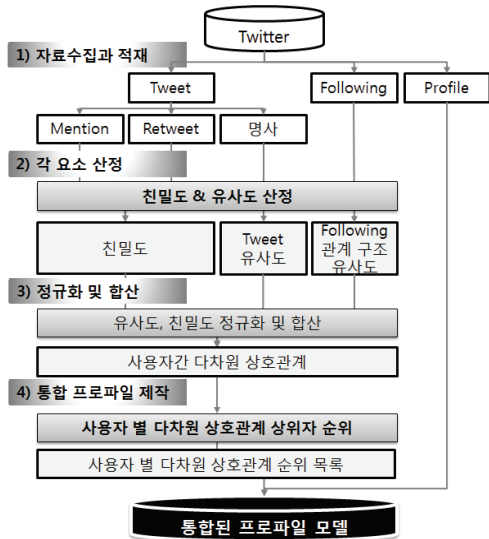 Twitter
1) 자료수집과 적재
Tweet
Following
Profile
Mention
Retweet
명사
2) 각 요소 산정
친밀도 & 유사도 산정
친밀도
Tweet
유사도
Following
관계 구조
유사도
3) 정규화 및 합산
유사도, 친밀도 정규화 및 합산
사용자간 다차원 상호관계
4) 통합 프로파일 제작
사용자 별 다차원 상호관계 상위자 순위
사용자 별 다차원 상호관계 순위 목록
통합된 프로파일 모델